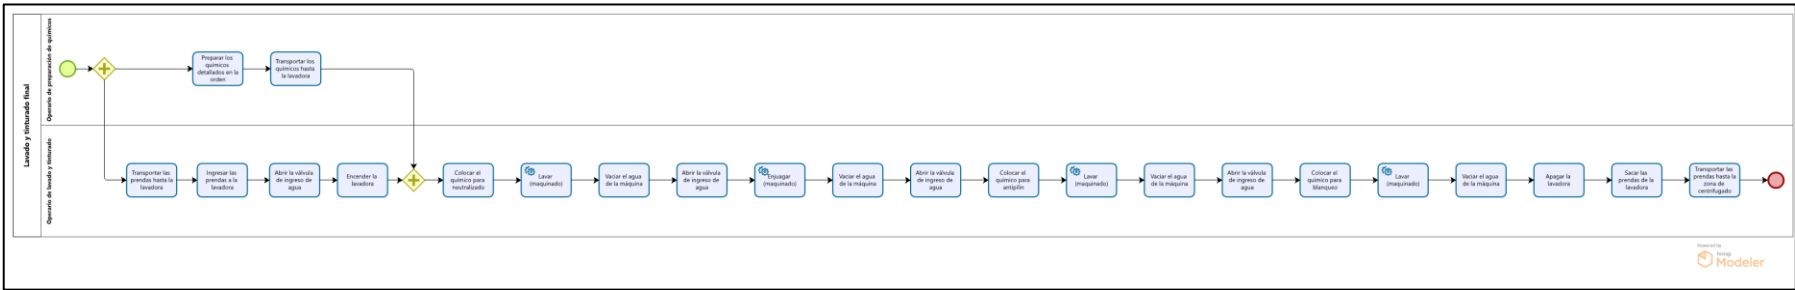 Lavado y tinturado final
Operario de preparación de químicos
Preparar los
químicos
detallados en la
orden
Transportar los
químicos hasta
la lavadora
Operario de lavado y tinturado
Transportar las
prendas hasta la
lavadora
Ingresar las
prendas a la
lavadora
Abrir la válvula
de ingreso de
agua
Encender la
lavadora
Colocar el
químico para
neutralizado
Lavar
(maquinado)
Vaciar el agua
de la máquina
Abrir la válvula
de ingreso de
agua
Enjuagar
(maquinado)
Vaciar el agua
de la máquina
Abrir la válvula
de ingreso de
agua
Colocar el
químico para
antipilin
Lavar
(maquinado)
Vaciar el agua
de la máquina
Abrir la válvula
de ingreso de
agua
Colocar el
químico para
blanqueo
Lavar
(maquinado)
Vaciar el agua
de la máquina
Apagar la
lavadora
Sacar las
prendas de la
lavadora
Transportar las
prendas hasta la
zona de
centrifugado
Powered by
bizagi
Modeler